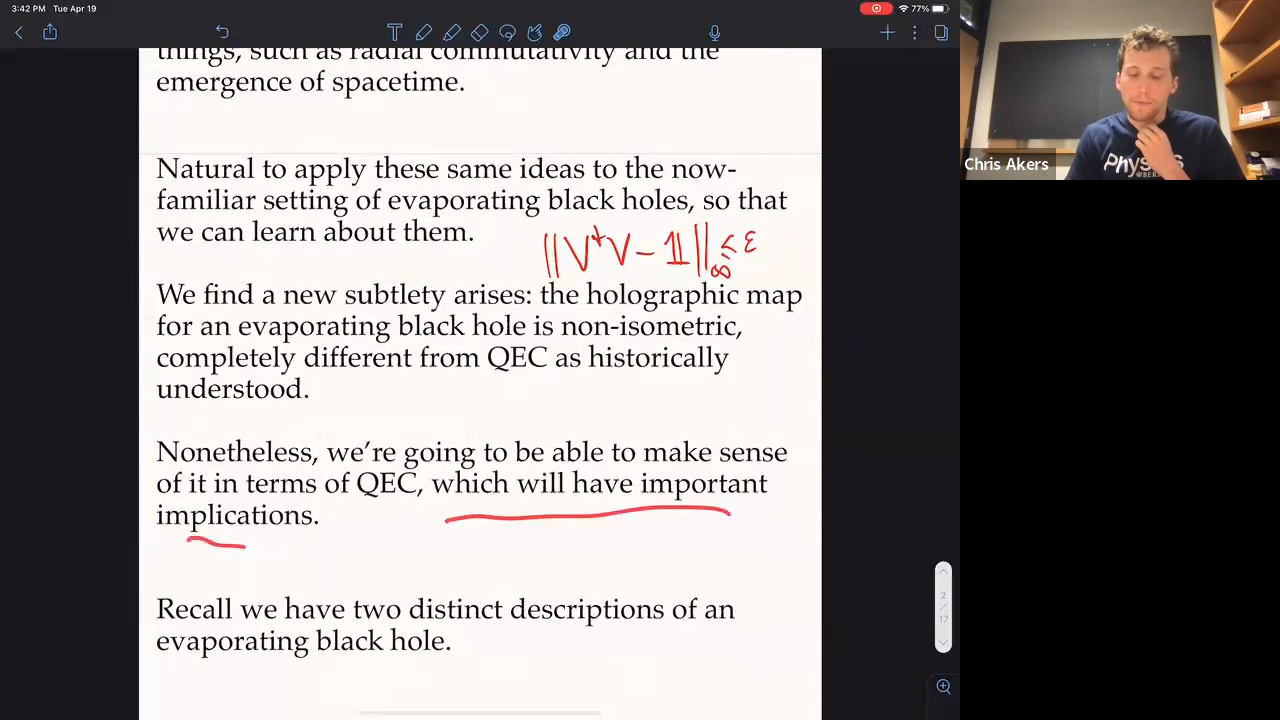 3:42 PM Tue Apr 19
77%
things, such as radial commutativity and the
emergence of spacetime.
Natural to apply these same ideas to the now-
familiar setting of evaporating black holes, so that
we can learn about them.
||V†V − 𝟙||∞ ≤ ε
We find a new subtlety arises: the holographic map
for an evaporating black hole is non-isometric,
completely different from QEC as historically
understood.
Nonetheless, we're going to be able to make sense
of it in terms of QEC, which will have important
implications.
Recall we have two distinct descriptions of an
evaporating black hole.
2
/
17
Chris Akers
Physics